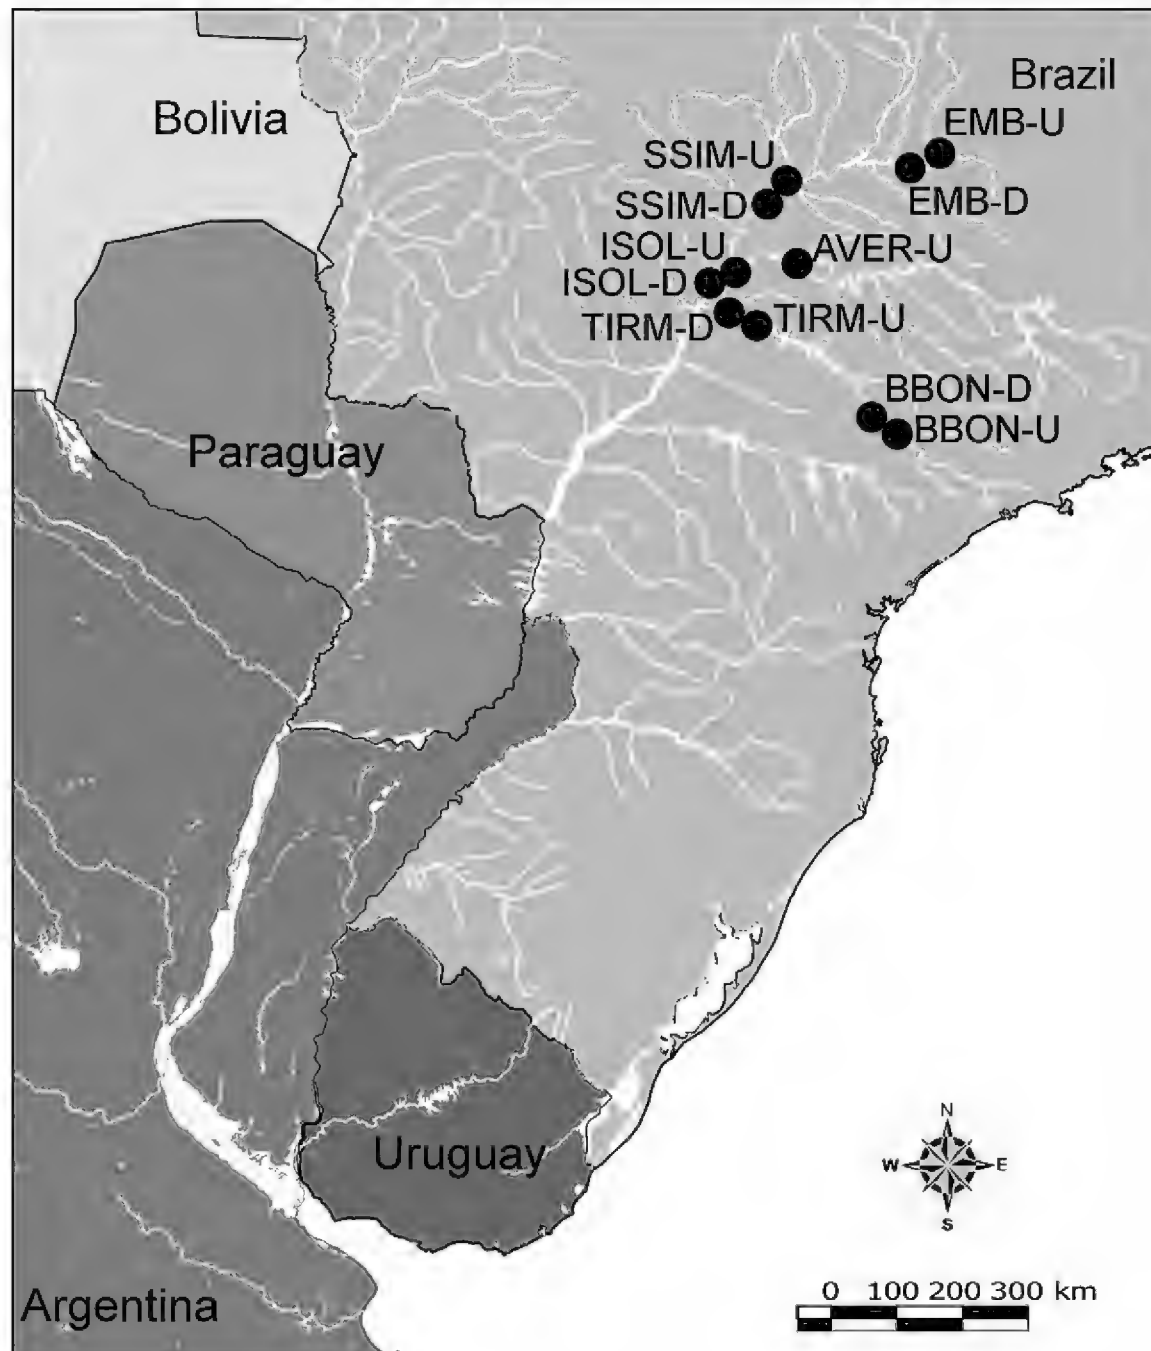 Brazil
Bolivia
EMB-U
SSIM-U
SSIM-D
EMB-D
ISOL-U
AVER-U
ISOL-D
TIRM-D
TIRM-U
BBON-D
BBON-U
Paraguay
N
W
E
S
Uruguay
Argentina
0 100 200 300 km